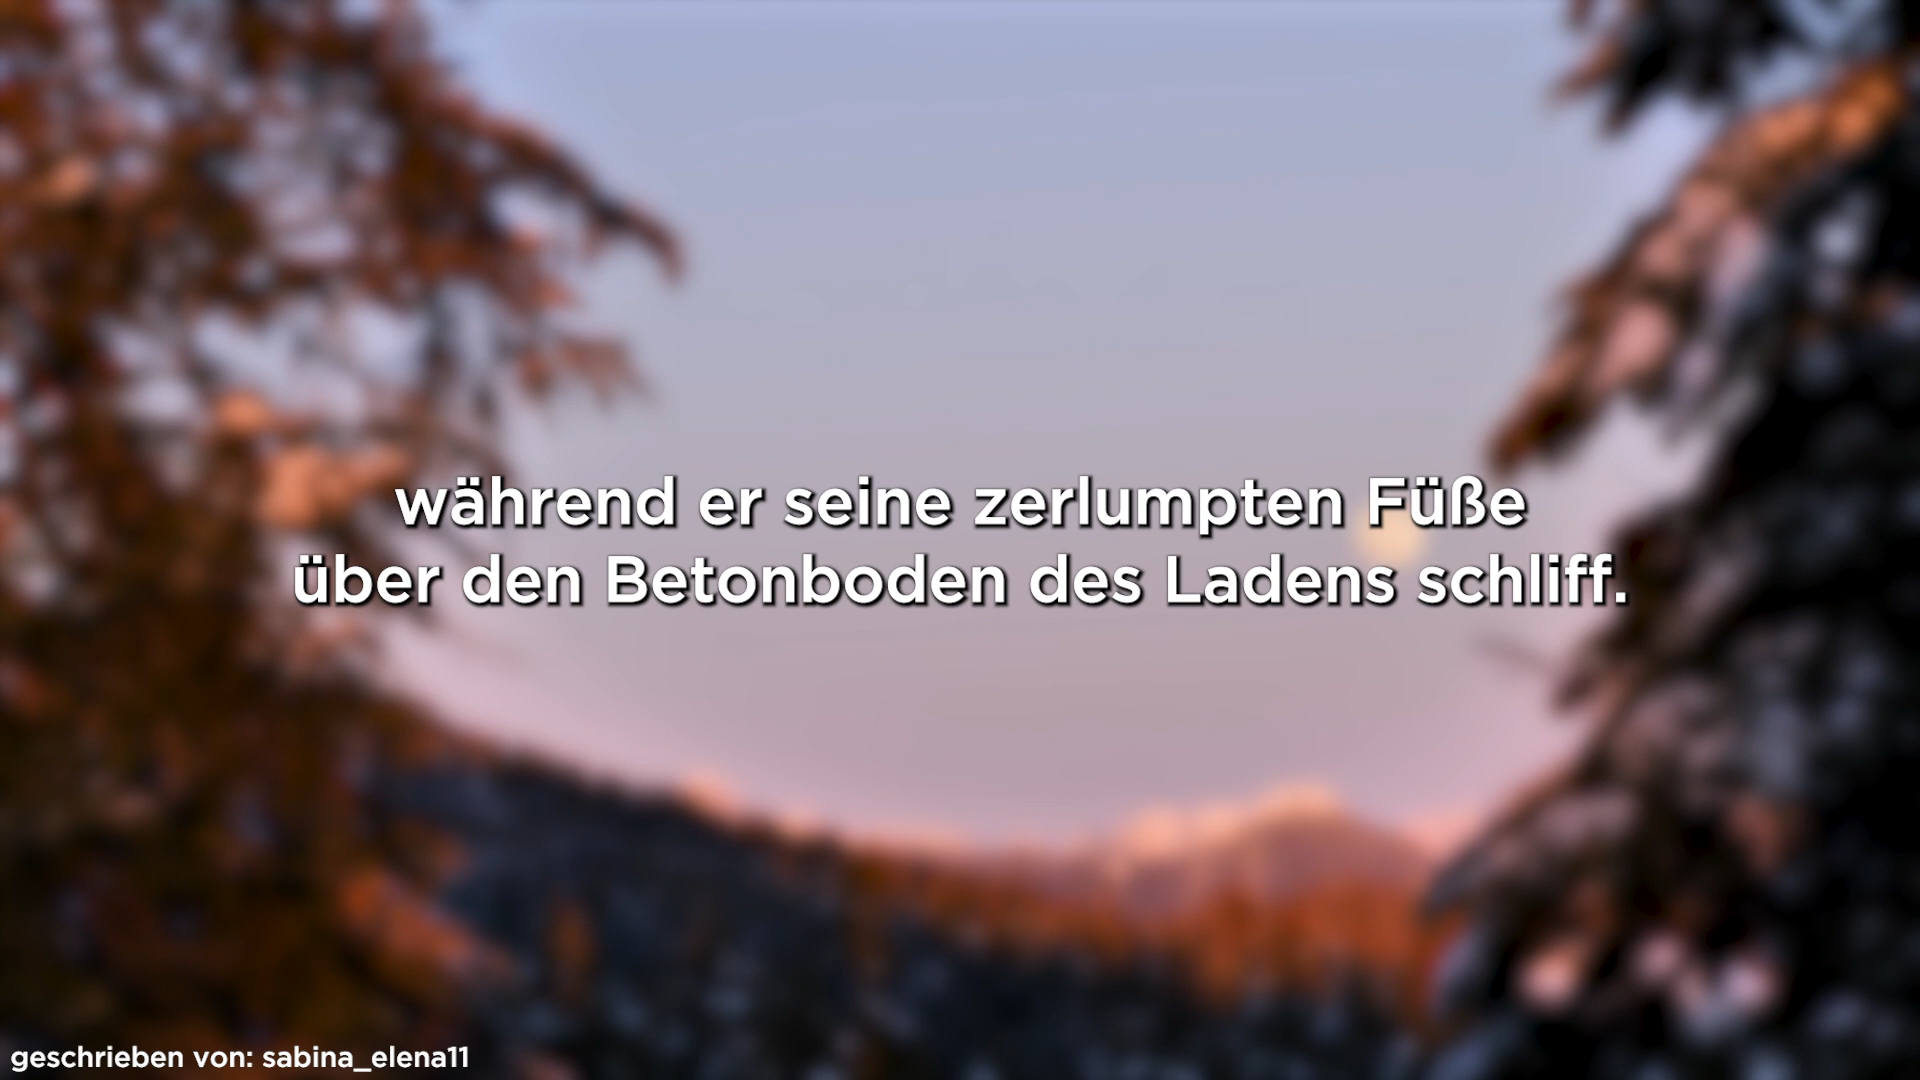 während er seine zerlumpten Füße
über den Betonboden des Ladens schliff.
geschrieben von: sabina_elena11